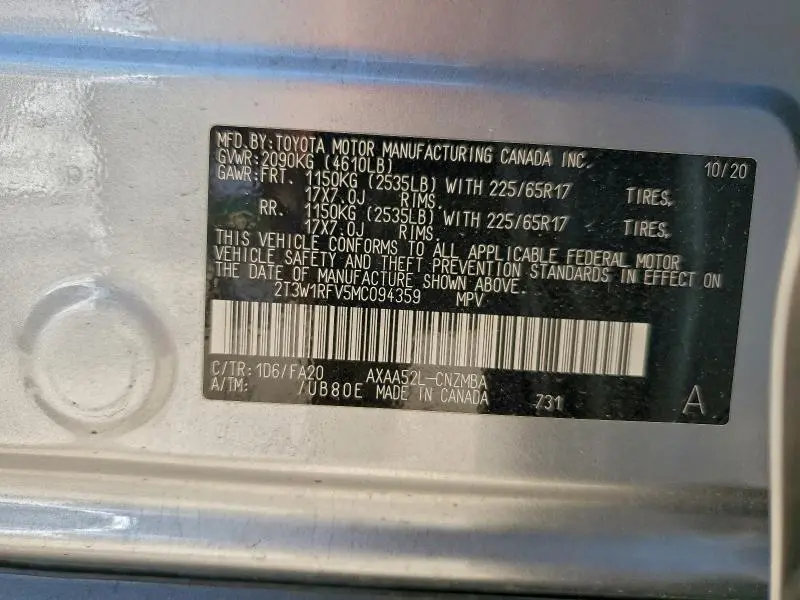 MFD. BY: TOYOTA MOTOR MANUFACTURING CANADA INC. 10/20
GVWR: 2090KG (4610LB)
GAWR: FRT. 1150KG (2535LB) WITH 225/65R17 TIRES,
17X7.0J RIMS.
RR. 1150KG (2535LB) WITH 225/65R17 TIRES,
17X7.0J RIMS.
THIS VEHICLE CONFORMS TO ALL APPLICABLE FEDERAL MOTOR
VEHICLE SAFETY AND THEFT PREVENTION STANDARDS IN EFFECT ON
THE DATE OF MANUFACTURE SHOWN ABOVE.
2T3W1RFV5MC094359 MPV
C/TR: 1D6/FA20 AXAA52L-CNZMBA
A/TM: /UB80E MADE IN CANADA 731 A